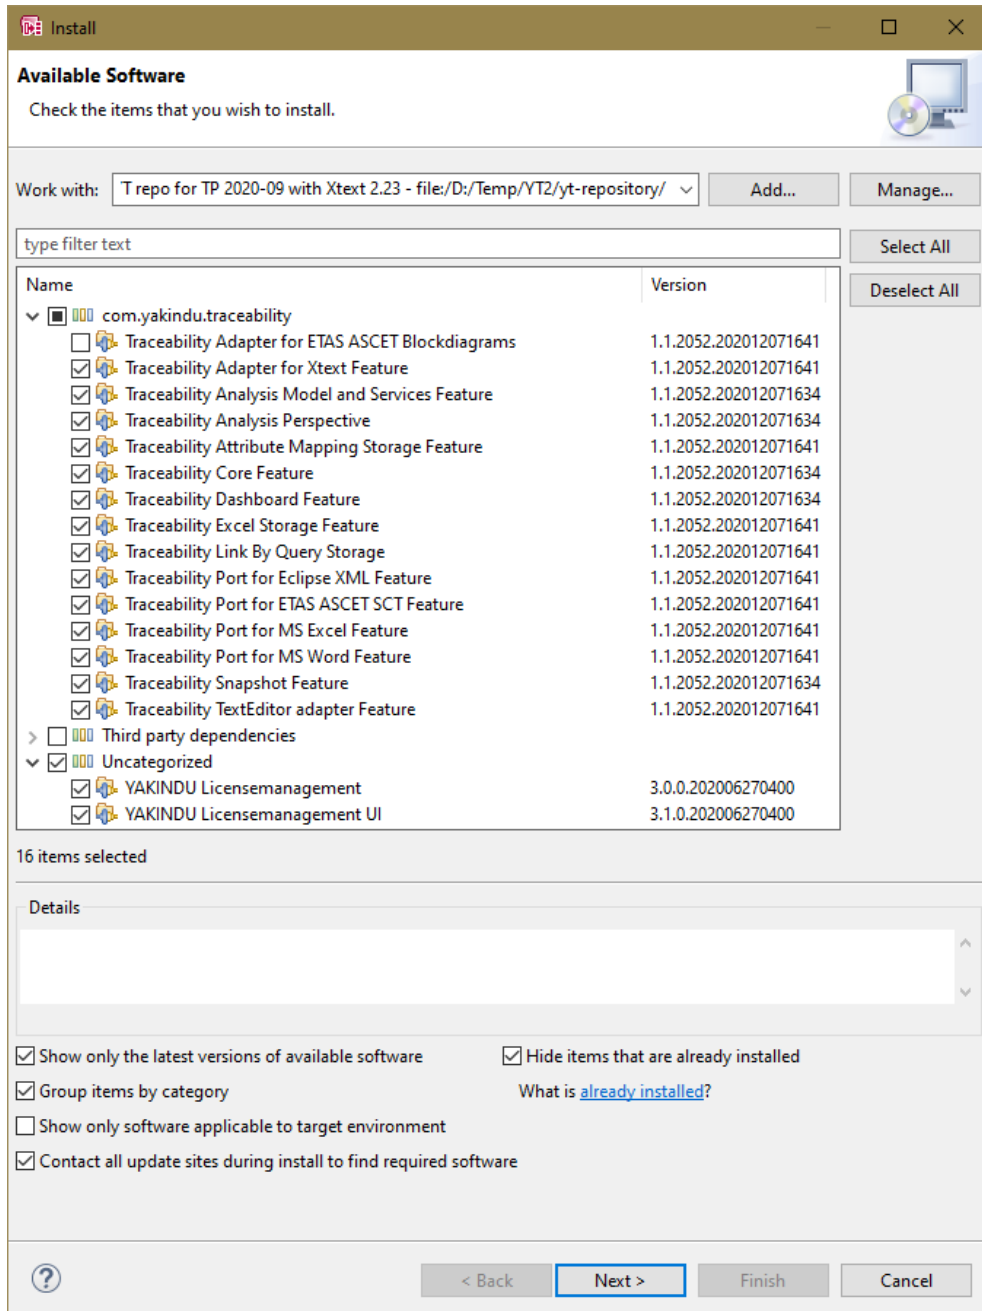 Install
Available Software
Check the items that you wish to install.
Work with: T repo for TP 2020-09 with Xtext 2.23 - file:/D:/Temp/YT2/yt-repository/ Add... Manage...
type filter text Select All
Name Version Deselect All
com.yakindu.traceability
Traceability Adapter for ETAS ASCET Blockdiagrams 1.1.2052.202012071641
Traceability Adapter for Xtext Feature 1.1.2052.202012071641
Traceability Analysis Model and Services Feature 1.1.2052.202012071634
Traceability Analysis Perspective 1.1.2052.202012071634
Traceability Attribute Mapping Storage Feature 1.1.2052.202012071641
Traceability Core Feature 1.1.2052.202012071634
Traceability Dashboard Feature 1.1.2052.202012071634
Traceability Excel Storage Feature 1.1.2052.202012071641
Traceability Link By Query Storage 1.1.2052.202012071641
Traceability Port for Eclipse XML Feature 1.1.2052.202012071641
Traceability Port for ETAS ASCET SCT Feature 1.1.2052.202012071641
Traceability Port for MS Excel Feature 1.1.2052.202012071641
Traceability Port for MS Word Feature 1.1.2052.202012071641
Traceability Snapshot Feature 1.1.2052.202012071634
Traceability TextEditor adapter Feature 1.1.2052.202012071641
Third party dependencies
Uncategorized
YAKINDU Licensemanagement 3.0.0.202006270400
YAKINDU Licensemanagement UI 3.1.0.202006270400
16 items selected
Details
Show only the latest versions of available software Hide items that are already installed
Group items by category What is already installed?
Show only software applicable to target environment
Contact all update sites during install to find required software
? < Back Next > Finish Cancel